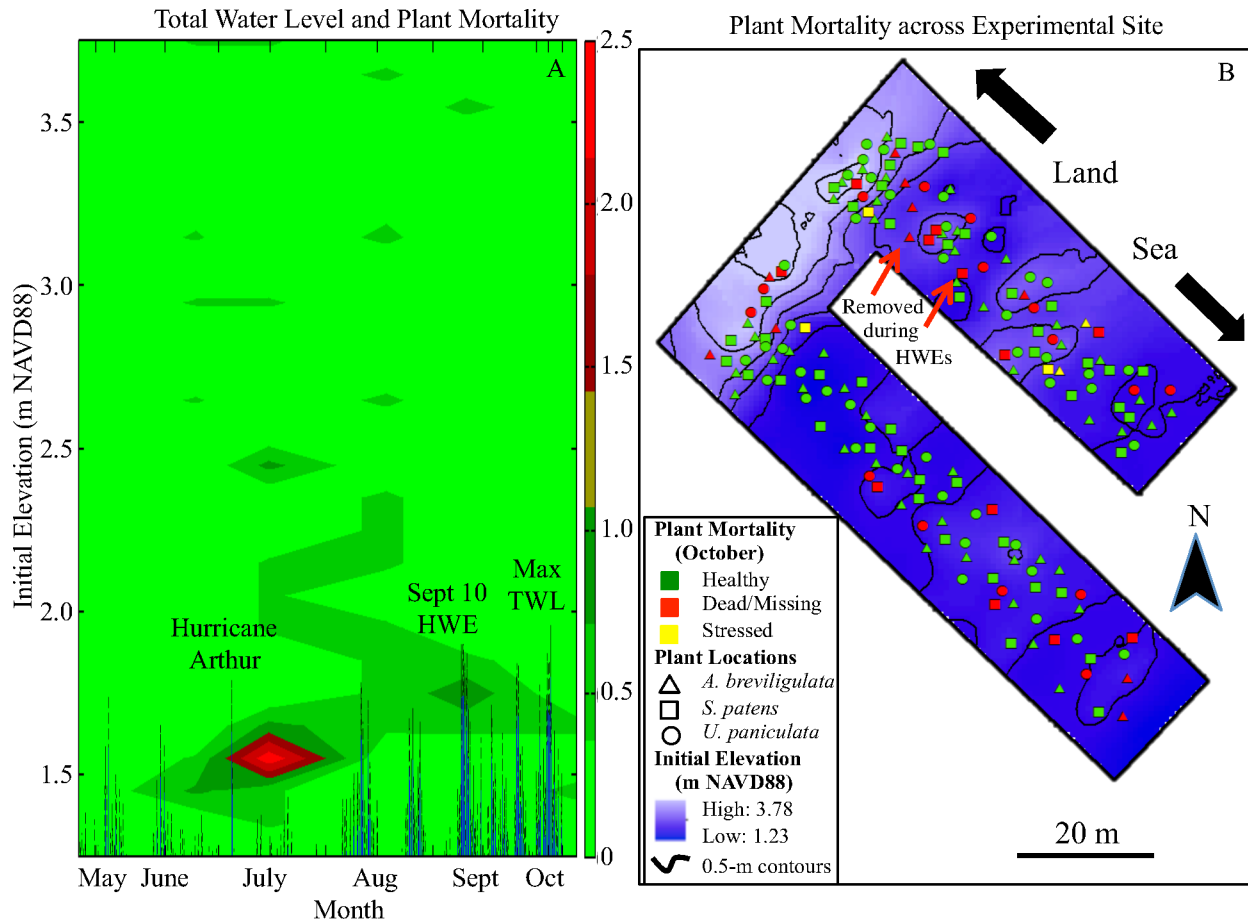 Total Water Level and Plant Mortality
A
Initial Elevation (m NAVD88)
3.5
3.0
2.5
2.0
1.5
Hurricane
Arthur
Sept 10
HWE
Max
TWL
May June July Aug Sept Oct
Month
2.5
2.0
1.5
1.0
0.5
0
Plant Mortality across Experimental Site
B
Land
Sea
Removed
during
HWEs
N
20 m
Plant Mortality
(October)
Healthy
Dead/Missing
Stressed
Plant Locations
A. breviligulata
S. patens
U. paniculata
Initial Elevation
(m NAVD88)
High: 3.78
Low: 1.23
0.5-m contours